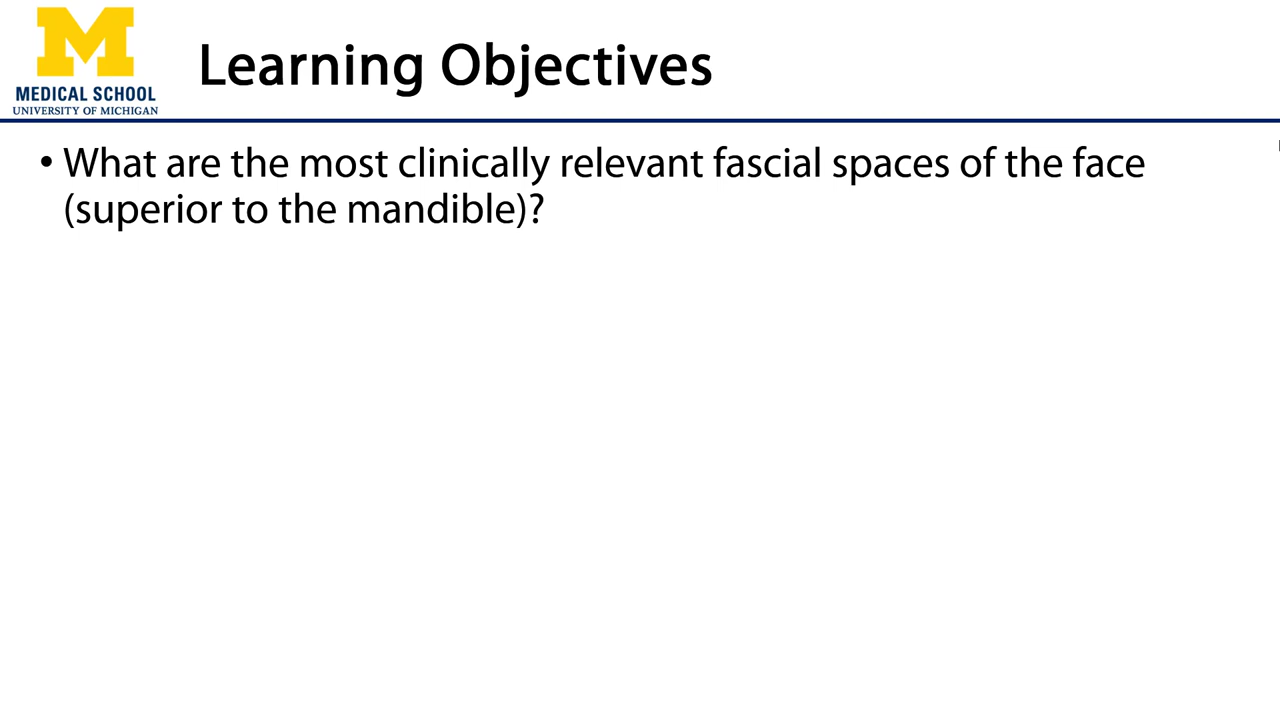 M
MEDICAL SCHOOL
UNIVERSITY OF MICHIGAN
Learning Objectives
• What are the most clinically relevant fascial spaces of the face
(superior to the mandible)?